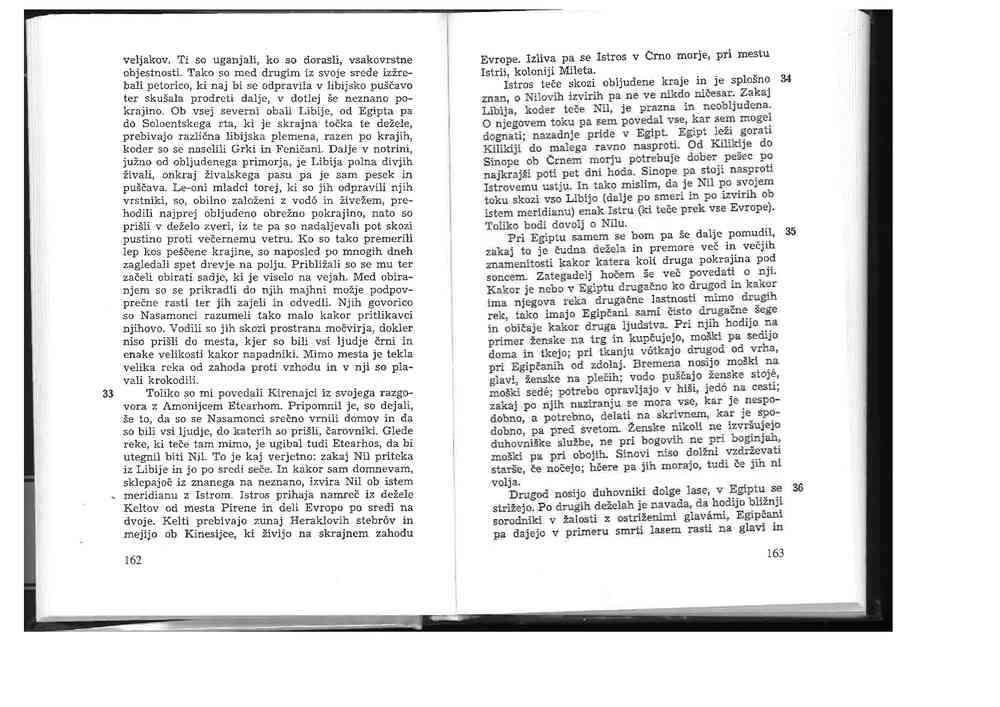 veljakov. Ti so uganjali, ko so dorasli, vsakovrstne
objestnosti. Tako so med drugim iz svoje srede izžre-
bali petorico, ki naj bi se odpravila v libijsko puščavo
ter skušala prodreti dalje, v dotlej še neznano po-
krajino. Ob vsej severni obali Libije, od Egipta pa
do Soloentskega rta, ki je skrajna točka te dežele,
prebivajo različna libijska plemena, razen po krajih,
koder so se naselili Grki in Feničani. Dalje v notrini,
južno od obljudenega primorja, je Libija polna divjih
živali, onkraj živalskega pasu pa je sam pesek in
puščava. Le-oni mladci torej, ki so jih odpravili njih
vrstniki, so, obilno založeni z vodó in živežem, pre-
hodili najprej obljudeno obrežno pokrajino, nato so
prišli v deželo zveri, iz te pa so nadaljevali pot skozi
pustino proti večernemu vetru. Ko so tako premerili
lep kos peščene krajine, so naposled po mnogih dneh
zagledali spet drevje na polju. Približali so se mu ter
začeli obirati sadje, ki je viselo na vejah. Med obira-
njem so se prikradli do njih majhni možje podpov-
prečne rasti ter jih zajeli in odvedli. Njih govorico
so Nasamonci razumeli tako malo kakor pritlikavci
njihovo. Vodili so jih skozi prostrana močvirja, dokler
niso prišli do mesta, kjer so bili vsi ljudje črni in
enake velikosti kakor napadniki. Mimo mesta je tekla
velika reka od zahoda proti vzhodu in v nji so pla-
vali krokodili.
33 Toliko so mi povedali Kirenajci iz svojega razgo-
vora z Amonijcem Etearhom. Pripomnil je, so dejali,
še to, da so se Nasamonci srečno vrnili domov in da
so bili vsi ljudje, do katerih so prišli, čarovniki. Glede
reke, ki teče tam mimo, je ugibal tudi Etearhos, da bi
utegnil biti Nil. To je kaj verjetno: zakaj Nil priteka
iz Libije in jo po sredi seče. In kakor sam domnevam,
sklepajoč iz znanega na neznano, izvira Nil ob istem
meridianu z Istrom. Istros prihaja namreč iz dežele
Keltov od mesta Pirene in deli Evropo po sredi na
dvoje. Kelti prebivajo zunaj Heraklovih stebróv in
mejijo ob Kinesijce, ki živijo na skrajnem zahodu
162
Evrope. Izliva pa se Istros v Črno morje, pri mestu
Istrii, koloniji Mileta.
Istros teče skozi obljudene kraje in je splošno 34
znan, o Nilovih izvirih pa ne ve nikdo ničesar. Zakaj
Libija, koder teče Nil, je prazna in neobljudena.
O njegovem toku pa sem povedal vse, kar sem mogel
dognati; nazadnje pride v Egipt. Egipt leži gorati
Kilikiji do malega ravno nasproti. Od Kilikije do
Sinope ob Črnem morju potrebuje dober pešec po
najkrajši poti pet dni hoda. Sinope pa stoji nasproti
Istrovemu ustju. In tako mislim, da je Nil po svojem
toku skozi vso Libijo (dalje po smeri in po izvirih ob
istem meridianu) enak Istru (ki teče prek vse Evrope).
Toliko bodi dovolj o Nilu.
Pri Egiptu samem se bom pa še dalje pomudil, 35
zakaj to je čudna dežela in premore več in večjih
znamenitosti kakor katera koli druga pokrajina pod
soncem. Zategadelj hočem še več povedati o nji.
Kakor je nebo v Egiptu drugačno ko drugod in kakor
ima njegova reka drugačne lastnosti mimo drugih
rek, tako imajo Egipčani sami čisto drugačne šege
in običaje kakor druga ljudstva. Pri njih hodijo na
primer ženske na trg in kupčujejo, moški pa sedijo
doma in tkejo; pri tkanju vótkajo drugod od vrha,
pri Egipčanih od zdolaj. Bremena nosijo moški na
glavi, ženske na plečih; vodo puščajo ženske stojé,
moški sedé; potrebo opravljajo v hiši, jedó na cesti;
zakaj po njih naziranju se mora vse, kar je nespo-
dobno, a potrebno, delati na skrivnem, kar je spo-
dobno, pa pred svetom. Ženske nikoli ne izvršujejo
duhovniške službe, ne pri bogovih ne pri boginjah,
moški pa pri obojih. Sinovi niso dolžni vzdrževati
starše, če nočejo; hčere pa jih morajo, tudi če jih ni
volja.
Drugod nosijo duhovniki dolge lase, v Egiptu se 36
strižejo. Po drugih deželah je navada, da hodijo bližnji
sorodniki v žalosti z ostriženimi glavámi, Egipčani
pa dajejo v primeru smrti lasem rasti na glavi in
163